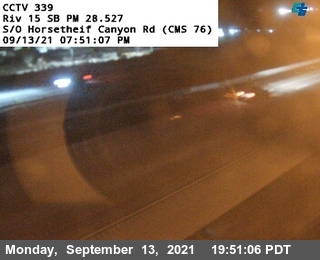 CCTV 339
Riv 15 SB PM 28.527
S/O Horsetheif Canyon Rd (CMS 76)
09/13/21 07:51:07 PM
Monday, September 13, 2021 19:51:06 PDT